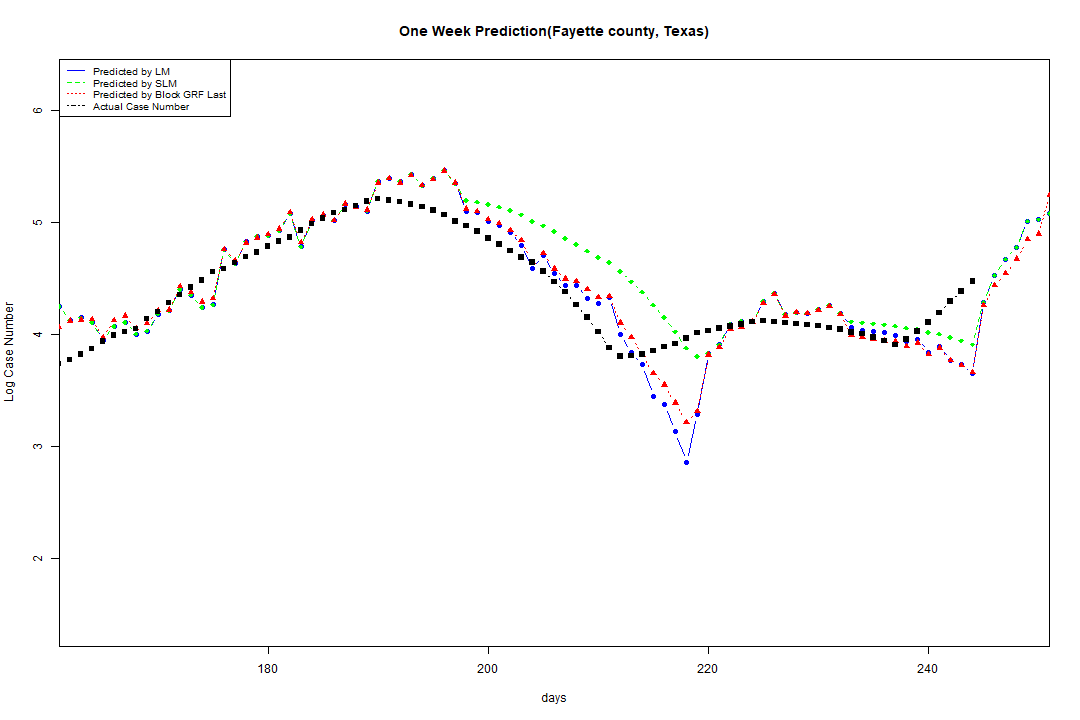 One Week Prediction(Fayette county, Texas)
Predicted by LM
Predicted by SLM
Predicted by Block GRF Last
Actual Case Number
6
5
4
3
2
Log Case Number
180
200
220
240
days